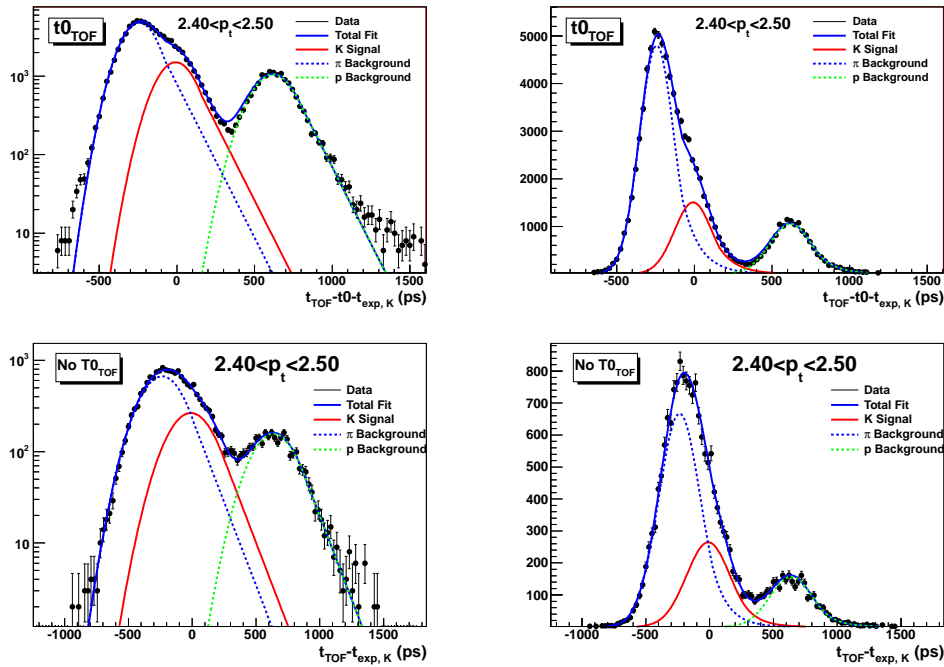 t0TOF
2.40<pt<2.50
Data
Total Fit
K Signal
π Background
p Background
10³
10²
10
-500 0 500 1000 1500
tTOF-t0-texp, K (ps)
t0TOF
2.40<pt<2.50
Data
Total Fit
K Signal
π Background
p Background
5000
4000
3000
2000
1000
-500 0 500 1000 1500
tTOF-t0-texp, K (ps)
No T0TOF
2.40<pt<2.50
Data
Total Fit
K Signal
π Background
p Background
10³
10²
10
-1000 -500 0 500 1000 1500
tTOF-texp, K (ps)
No T0TOF
2.40<pt<2.50
Data
Total Fit
K Signal
π Background
p Background
800
700
600
500
400
300
200
100
-1000 -500 0 500 1000 1500
tTOF-texp, K (ps)